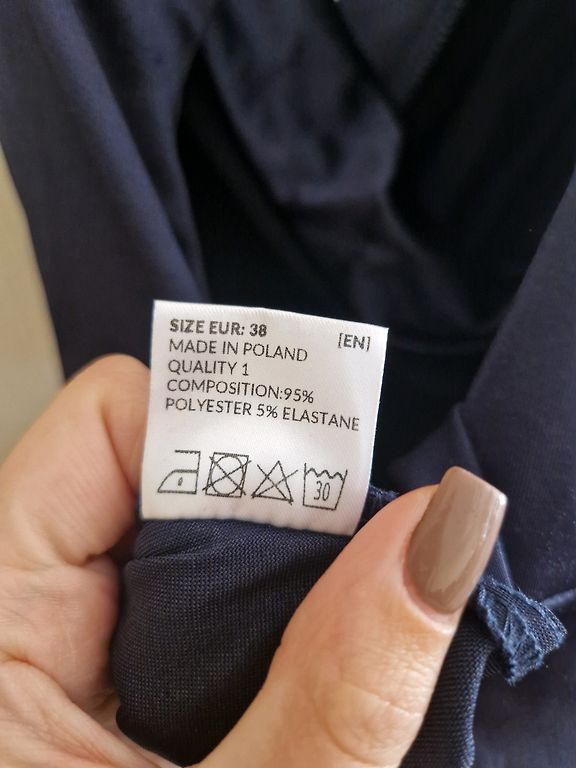 SIZE EUR: 38 [EN]
MADE IN POLAND
QUALITY 1
COMPOSITION:95%
POLYESTER 5% ELASTANE
30